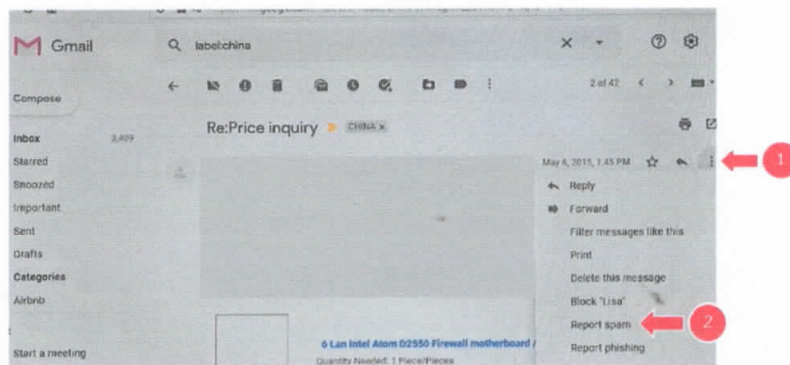 Gmail
label:china
Compose
2 of 42
Inbox 2,409
Re:Price inquiry CHINA x
Starred
May 6, 2015, 1:45 PM
1
Snoozed
Reply
Important
Forward
Sent
Filter messages like this
Drafts
Print
Categories
Delete this message
Airbnb
Block "Lisa"
Report spam
2
6 Lan Intel Atom D2550 Firewall motherboard /
Report phishing
Start a meeting
Quantity Needed: 1 Piece/Pieces